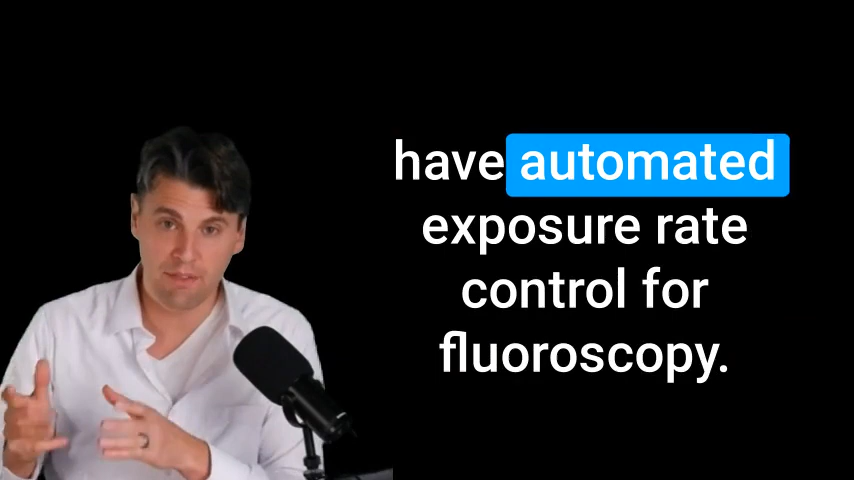 have automated
exposure rate
control for
fluoroscopy.